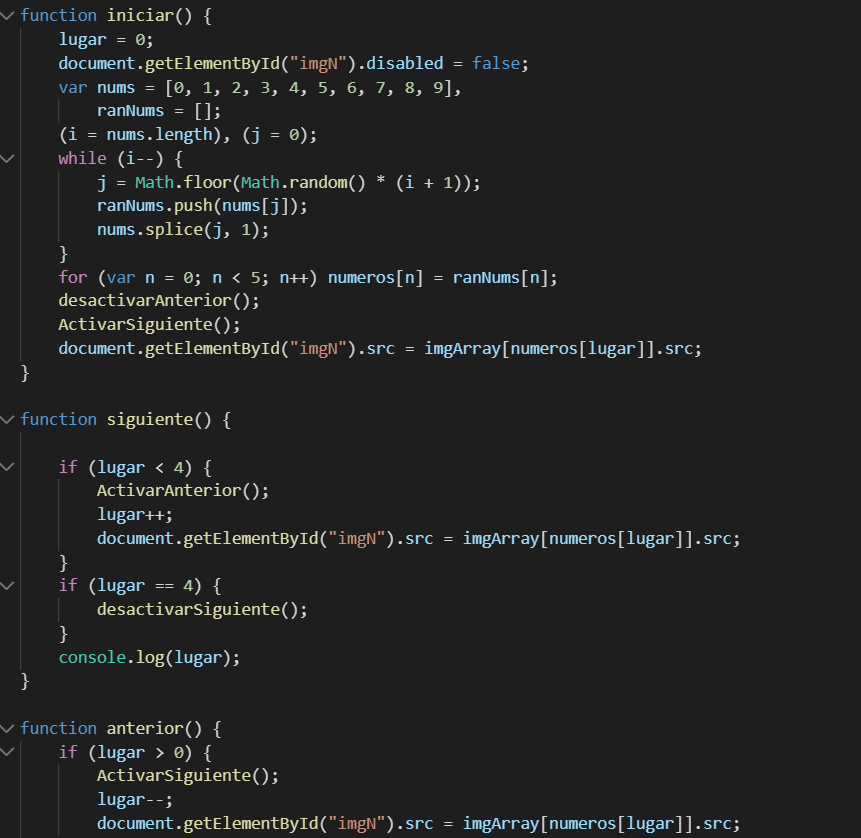 function iniciar() {
    lugar = 0;
    document.getElementById("imgN").disabled = false;
    var nums = [0, 1, 2, 3, 4, 5, 6, 7, 8, 9],
        ranNums = [];
    (i = nums.length), (j = 0);
    while (i--) {
        j = Math.floor(Math.random() * (i + 1));
        ranNums.push(nums[j]);
        nums.splice(j, 1);
    }
    for (var n = 0; n < 5; n++) numeros[n] = ranNums[n];
    desactivarAnterior();
    ActivarSiguiente();
    document.getElementById("imgN").src = imgArray[numeros[lugar]].src;
}

function siguiente() {

    if (lugar < 4) {
        ActivarAnterior();
        lugar++;
        document.getElementById("imgN").src = imgArray[numeros[lugar]].src;
    }
    if (lugar == 4) {
        desactivarSiguiente();
    }
    console.log(lugar);
}

function anterior() {
    if (lugar > 0) {
        ActivarSiguiente();
        lugar--;
        document.getElementById("imgN").src = imgArray[numeros[lugar]].src;